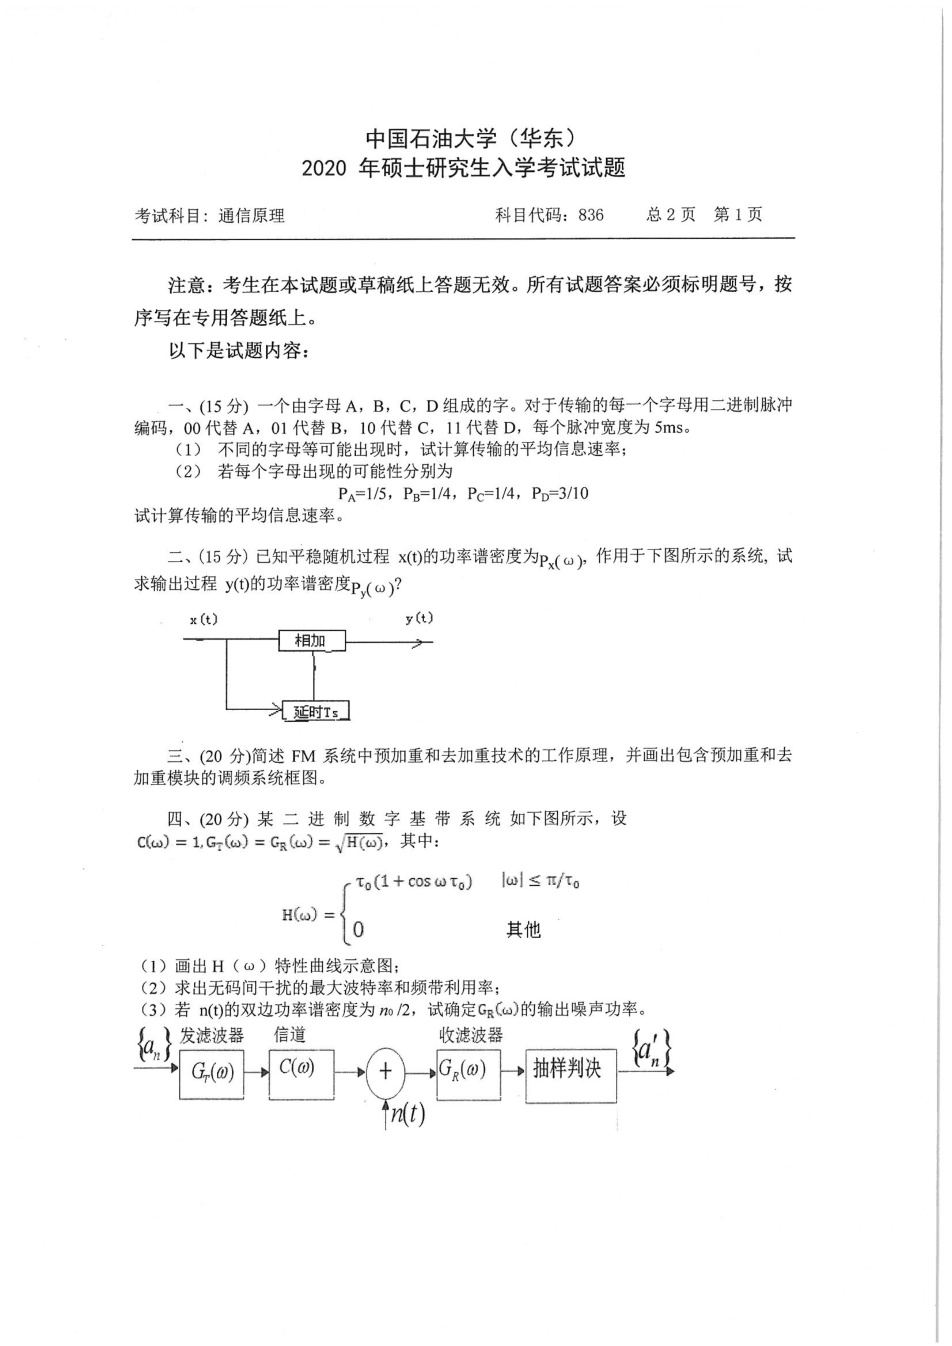 中国石油大学（华东）
2020 年硕士研究生入学考试试题
考试科目：通信原理 科目代码：836 总 2 页 第 1 页
注意：考生在本试题或草稿纸上答题无效。所有试题答案必须标明题号，按
序写在专用答题纸上。
以下是试题内容：
一、(15 分) 一个由字母 A，B，C，D 组成的字。对于传输的每一个字母用二进制脉冲
编码，00 代替 A，01 代替 B，10 代替 C，11 代替 D，每个脉冲宽度为 5ms。
（1） 不同的字母等可能出现时，试计算传输的平均信息速率；
（2） 若每个字母出现的可能性分别为
P_A=1/5，P_B=1/4，P_C=1/4，P_D=3/10
试计算传输的平均信息速率。
二、(15 分) 已知平稳随机过程 x(t)的功率谱密度为P_x(ω)，作用于下图所示的系统, 试
求输出过程 y(t)的功率谱密度P_y(ω)?
x(t) y(t)
相加
延时Ts
三、(20 分)简述 FM 系统中预加重和去加重技术的工作原理，并画出包含预加重和去
加重模块的调频系统框图。
四、(20 分) 某 二 进 制 数 字 基 带 系 统 如下图所示，设
C(ω) = 1, G_T(ω) = G_R(ω) = √H(ω)，其中：
τ₀(1 + cos ω τ₀) |ω| ≤ π/τ₀
H(ω) = {
0 其他
（1）画出 H（ω）特性曲线示意图；
（2）求出无码间干扰的最大波特率和频带利用率；
（3）若 n(t)的双边功率谱密度为 n₀ /2，试确定G_R(ω)的输出噪声功率。
{a_n} 发滤波器 信道 收滤波器 {a'_n}
G_T(ω) C(ω) + G_R(ω) 抽样判决
n(t)